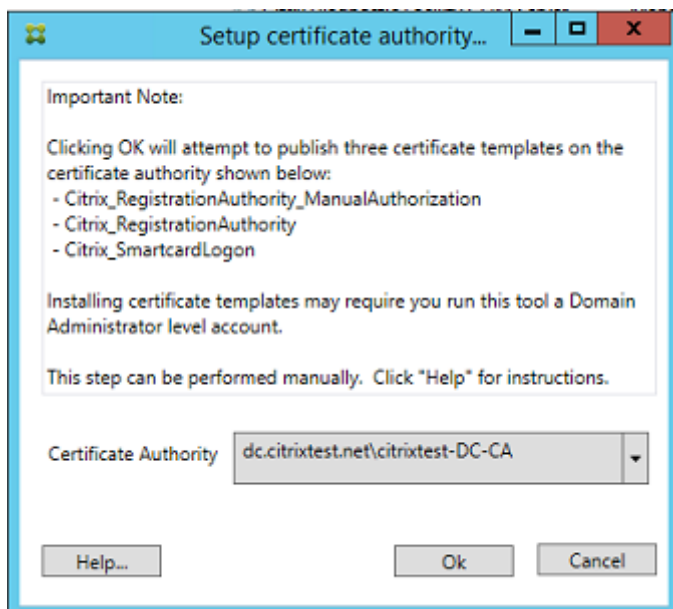 Setup certificate authority...
Important Note:
Clicking OK will attempt to publish three certificate templates on the
certificate authority shown below:
- Citrix_RegistrationAuthority_ManualAuthorization
- Citrix_RegistrationAuthority
- Citrix_SmartcardLogon
Installing certificate templates may require you run this tool a Domain
Administrator level account.
This step can be performed manually.  Click "Help" for instructions.
Certificate Authority dc.citrixtest.net\citrixtest-DC-CA
Help... Ok Cancel